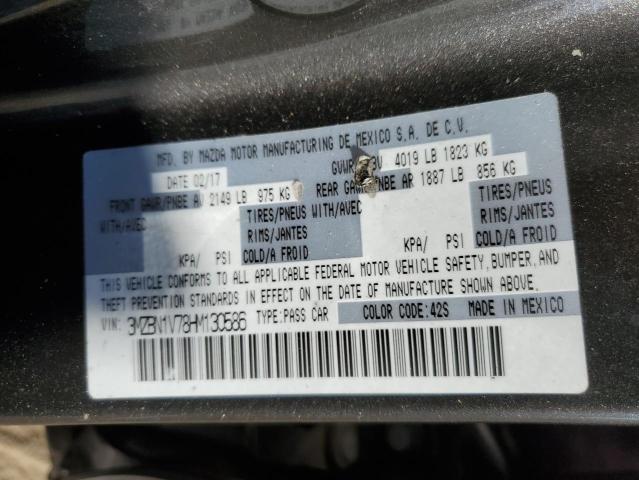 MFD. BY MAZDA MOTOR MANUFACTURING DE MEXICO S.A. DE C.V.
DATE 02/17 4019 LB 1823 KG
FRONT GAWR/PNBE AV 2149 LB 975 KG REAR GAWR/PNBE AR 1887 LB 856 KG
WITH/AVEC TIRES/PNEUS WITH/AVEC TIRES/PNEUS
RIMS/JANTES RIMS/JANTES
KPA/ PSI COLD/A FROID KPA/ PSI COLD/A FROID
THIS VEHICLE CONFORMS TO ALL APPLICABLE FEDERAL MOTOR VEHICLE SAFETY, BUMPER, AND
THEFT PREVENTION STANDARDS IN EFFECT ON THE DATE OF MANUFACTURE SHOWN ABOVE.
VIN: 3MZBN1V78HM130586 TYPE:PASS CAR COLOR CODE:42S MADE IN MEXICO